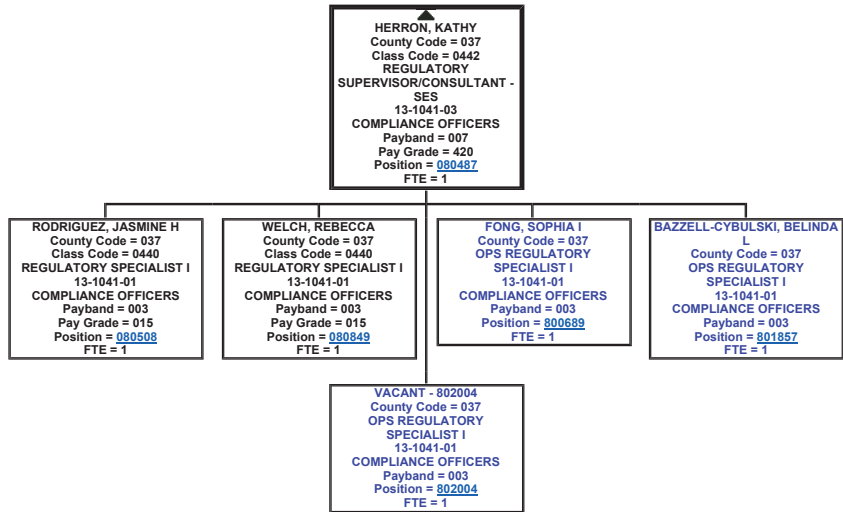 HERRON, KATHY
County Code = 037
Class Code = 0442
REGULATORY
SUPERVISOR/CONSULTANT -
SES
13-1041-03
COMPLIANCE OFFICERS
Payband = 007
Pay Grade = 420
Position = 080487
FTE = 1
RODRIGUEZ, JASMINE H
County Code = 037
Class Code = 0440
REGULATORY SPECIALIST I
13-1041-01
COMPLIANCE OFFICERS
Payband = 003
Pay Grade = 015
Position = 080508
FTE = 1
WELCH, REBECCA
County Code = 037
Class Code = 0440
REGULATORY SPECIALIST I
13-1041-01
COMPLIANCE OFFICERS
Payband = 003
Pay Grade = 015
Position = 080849
FTE = 1
FONG, SOPHIA I
County Code = 037
OPS REGULATORY
SPECIALIST I
13-1041-01
COMPLIANCE OFFICERS
Payband = 003
Position = 800689
FTE = 1
BAZZELL-CYBULSKI, BELINDA
L
County Code = 037
OPS REGULATORY
SPECIALIST I
13-1041-01
COMPLIANCE OFFICERS
Payband = 003
Position = 801857
FTE = 1
VACANT - 802004
County Code = 037
OPS REGULATORY
SPECIALIST I
13-1041-01
COMPLIANCE OFFICERS
Payband = 003
Position = 802004
FTE = 1